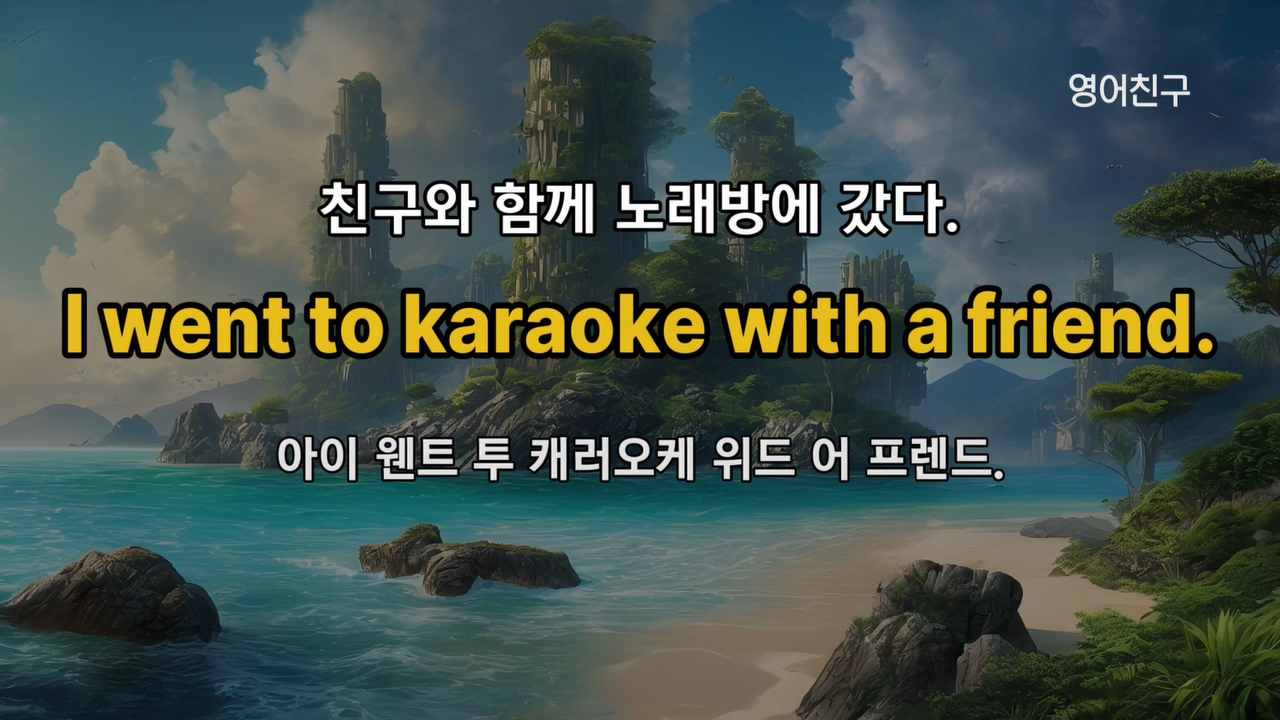 영어친구
친구와 함께 노래방에 갔다.
I went to karaoke with a friend.
아이 웬트 투 캐러오케 위드 어 프렌드.